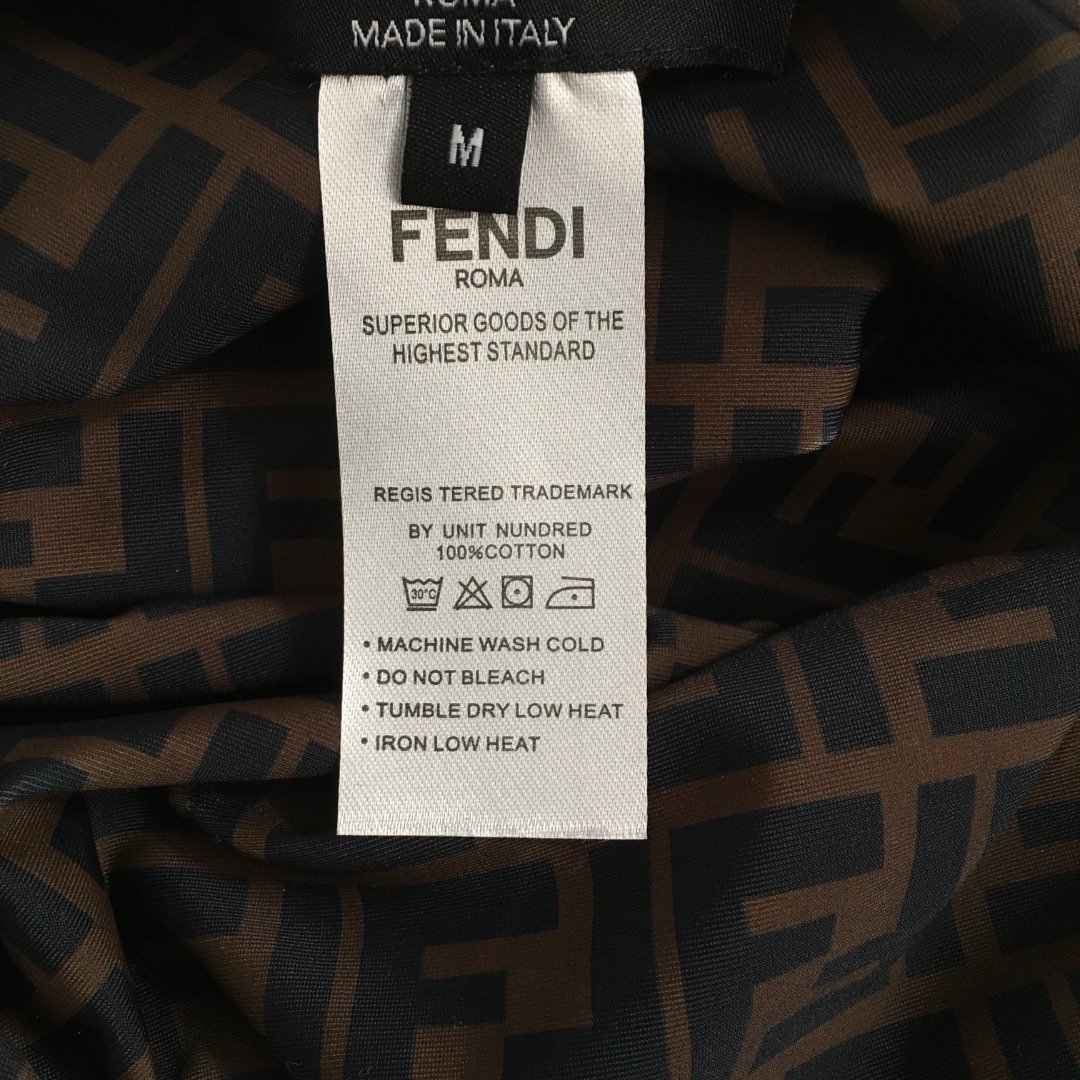 ROMA
MADE IN ITALY
M
FENDI
ROMA
SUPERIOR GOODS OF THE
HIGHEST STANDARD
REGIS TERED TRADEMARK
BY UNIT NUNDRED
100%COTTON
30°C
• MACHINE WASH COLD
• DO NOT BLEACH
• TUMBLE DRY LOW HEAT
• IRON LOW HEAT